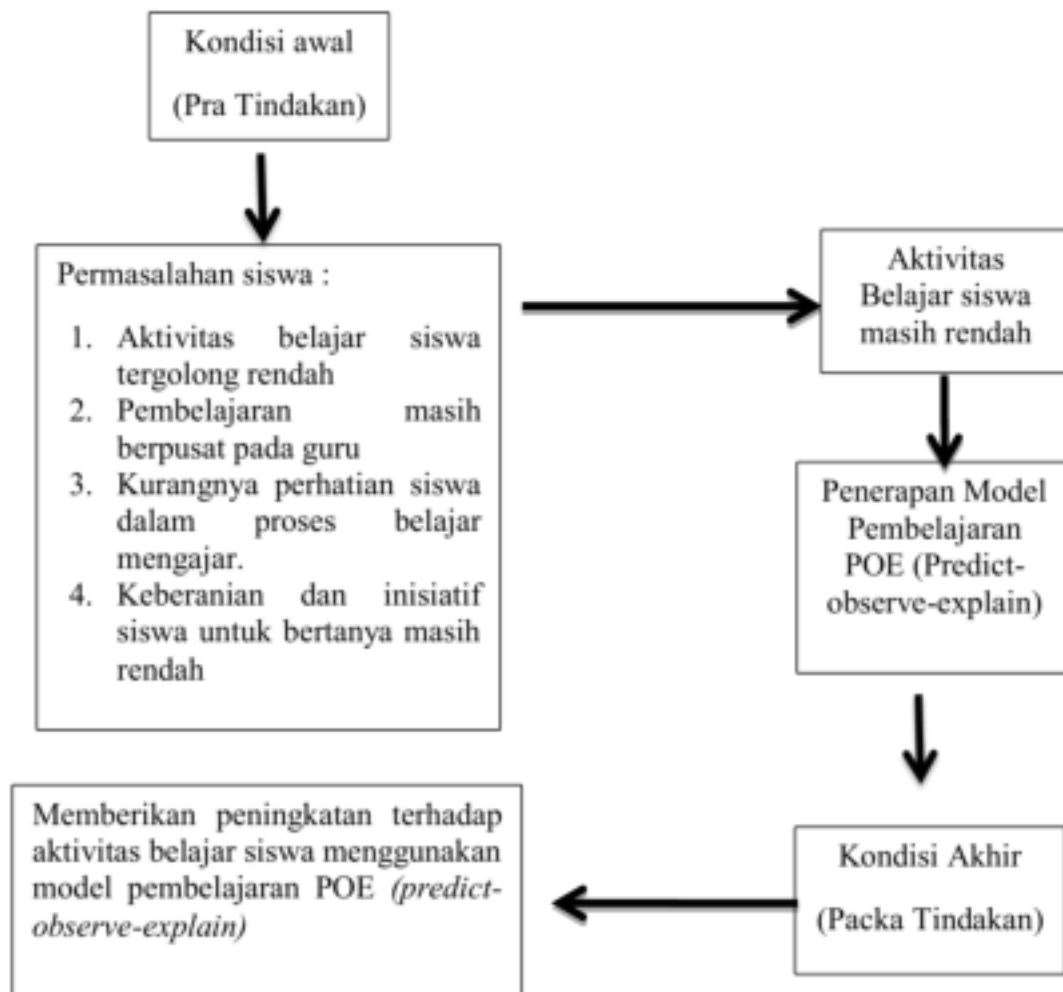 Kondisi awal
(Pra Tindakan)
Permasalahan siswa :
1. Aktivitas belajar siswa
tergolong rendah
2. Pembelajaran masih
berpusat pada guru
3. Kurangnya perhatian siswa
dalam proses belajar
mengajar.
4. Keberanian dan inisiatif
siswa untuk bertanya masih
rendah
Aktivitas
Belajar siswa
masih rendah
Penerapan Model
Pembelajaran
POE (Predict-
observe-explain)
Kondisi Akhir
(Packa Tindakan)
Memberikan peningkatan terhadap
aktivitas belajar siswa menggunakan
model pembelajaran POE (predict-
observe-explain)